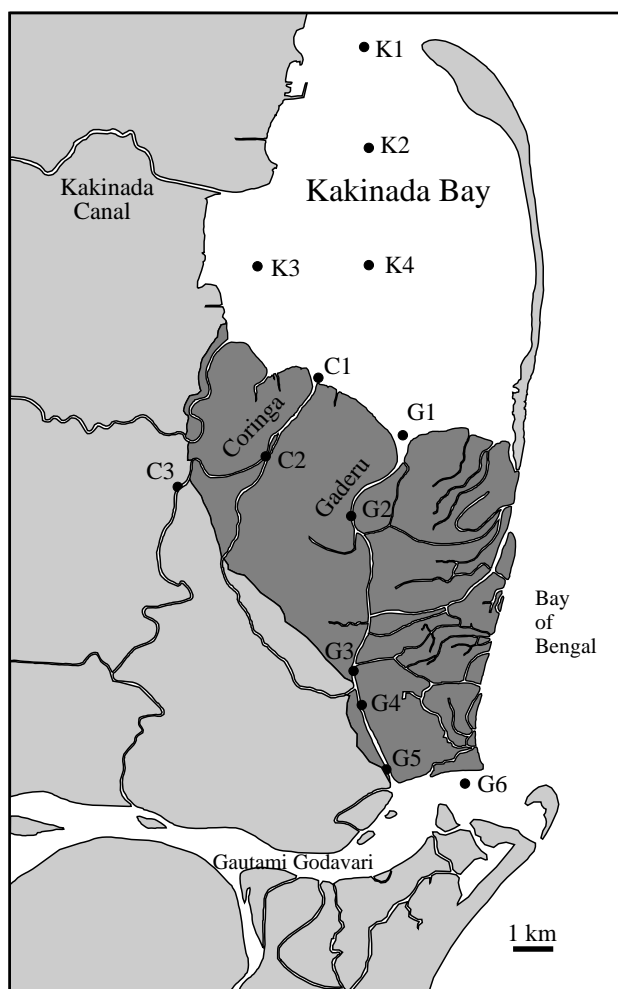 K1
K2
Kakinada
Canal
Kakinada Bay
K3
K4
C1
G1
Coringa
C2
C3
Gaderu
G2
Bay
of
Bengal
G3
G4
G5
G6
Gautami Godavari
1 km